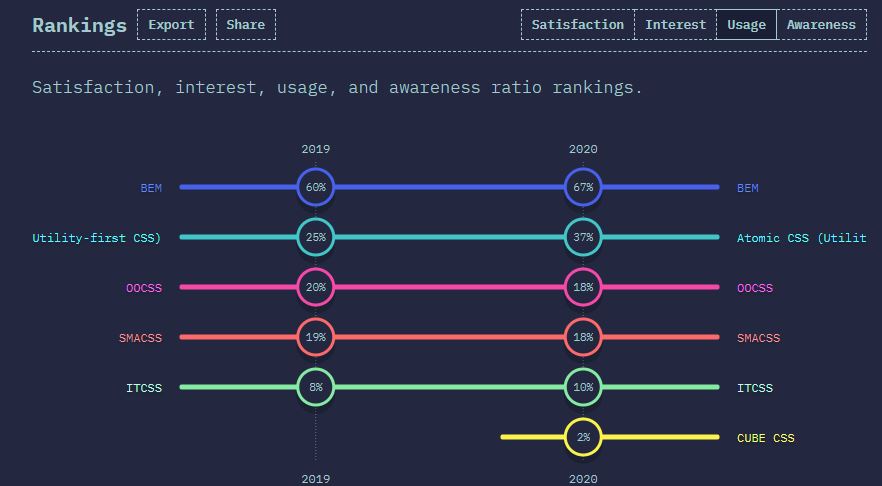 Rankings Export Share Satisfaction Interest Usage Awareness
Satisfaction, interest, usage, and awareness ratio rankings.
2019 2020
BEM 60% 67% BEM
Utility-first CSS) 25% 37% Atomic CSS (Utilit
OOCSS 20% 18% OOCSS
SMACSS 19% 18% SMACSS
ITCSS 8% 10% ITCSS
2% CUBE CSS
2019 2020